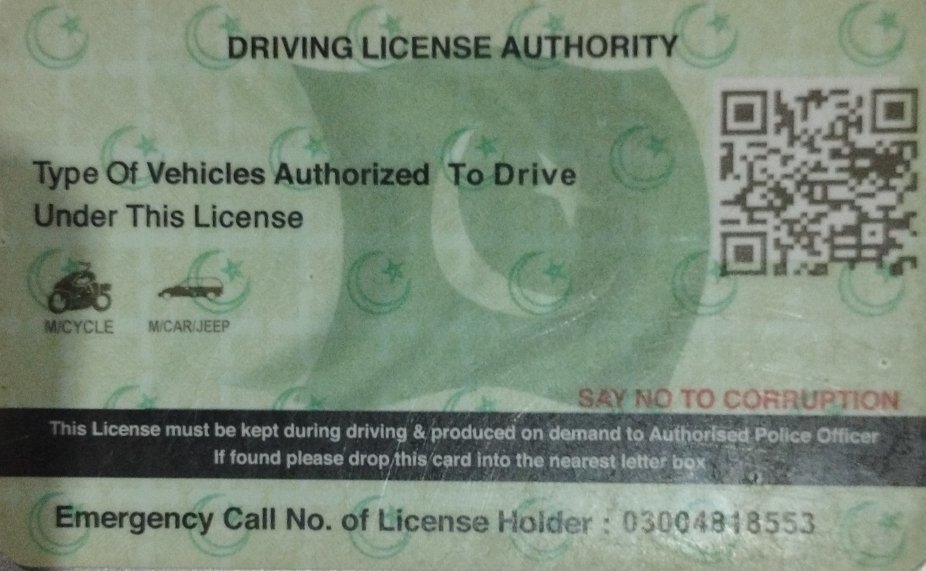 DRIVING LICENSE AUTHORITY
Type Of Vehicles Authorized To Drive
Under This License
M/CYCLE M/CAR/JEEP
SAY NO TO CORRUPTION
This License must be kept during driving & produced on demand to Authorised Police Officer
If found please drop this card into the nearest letter box
Emergency Call No. of License Holder : 03004818553